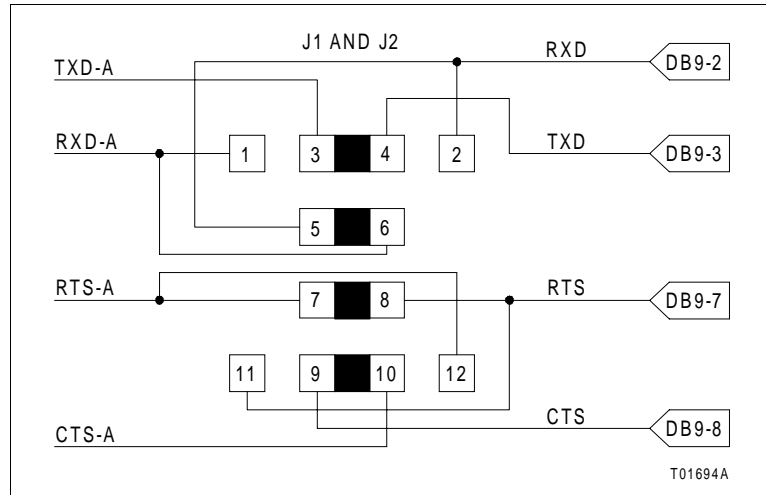 J1 AND J2
RXD
DB9-2
TXD-A
RXD-A
1
3
4
2
TXD
DB9-3
5
6
RTS-A
7
8
RTS
DB9-7
11
9
10
12
CTS
DB9-8
CTS-A
T01694A